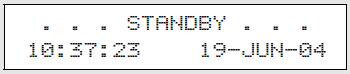 . . . STANDBY . . .
10:37:23 19-JUN-04